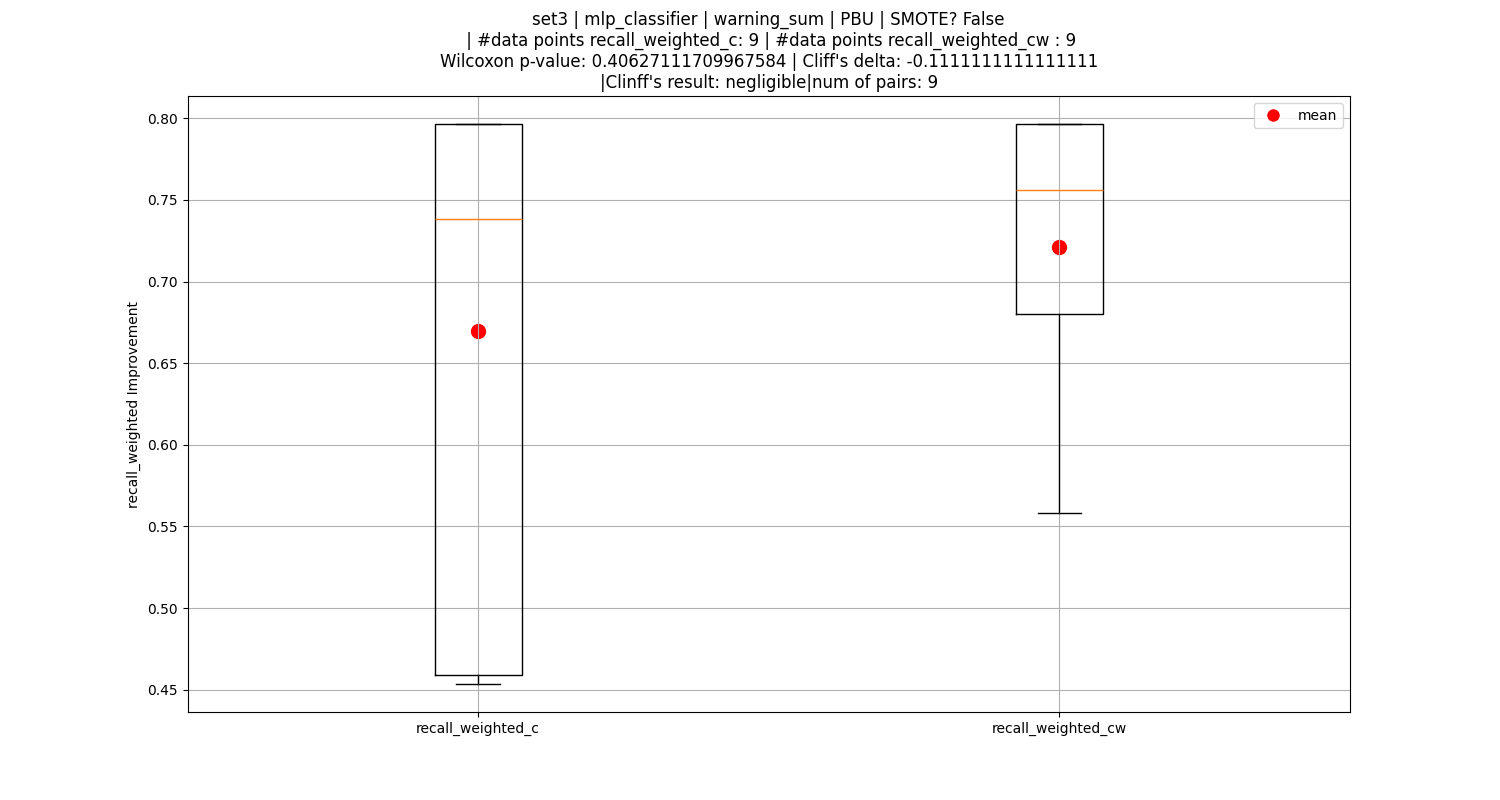 set3 | mlp_classifier | warning_sum | PBU | SMOTE? False
| #data points recall_weighted_c: 9 | #data points recall_weighted_cw : 9
Wilcoxon p-value: 0.40627111709967584 | Cliff's delta: -0.1111111111111111
|Clinff's result: negligible|num of pairs: 9
mean
0.80
0.75
0.70
0.65
0.60
0.55
0.50
0.45
recall_weighted Improvement
recall_weighted_c
recall_weighted_cw